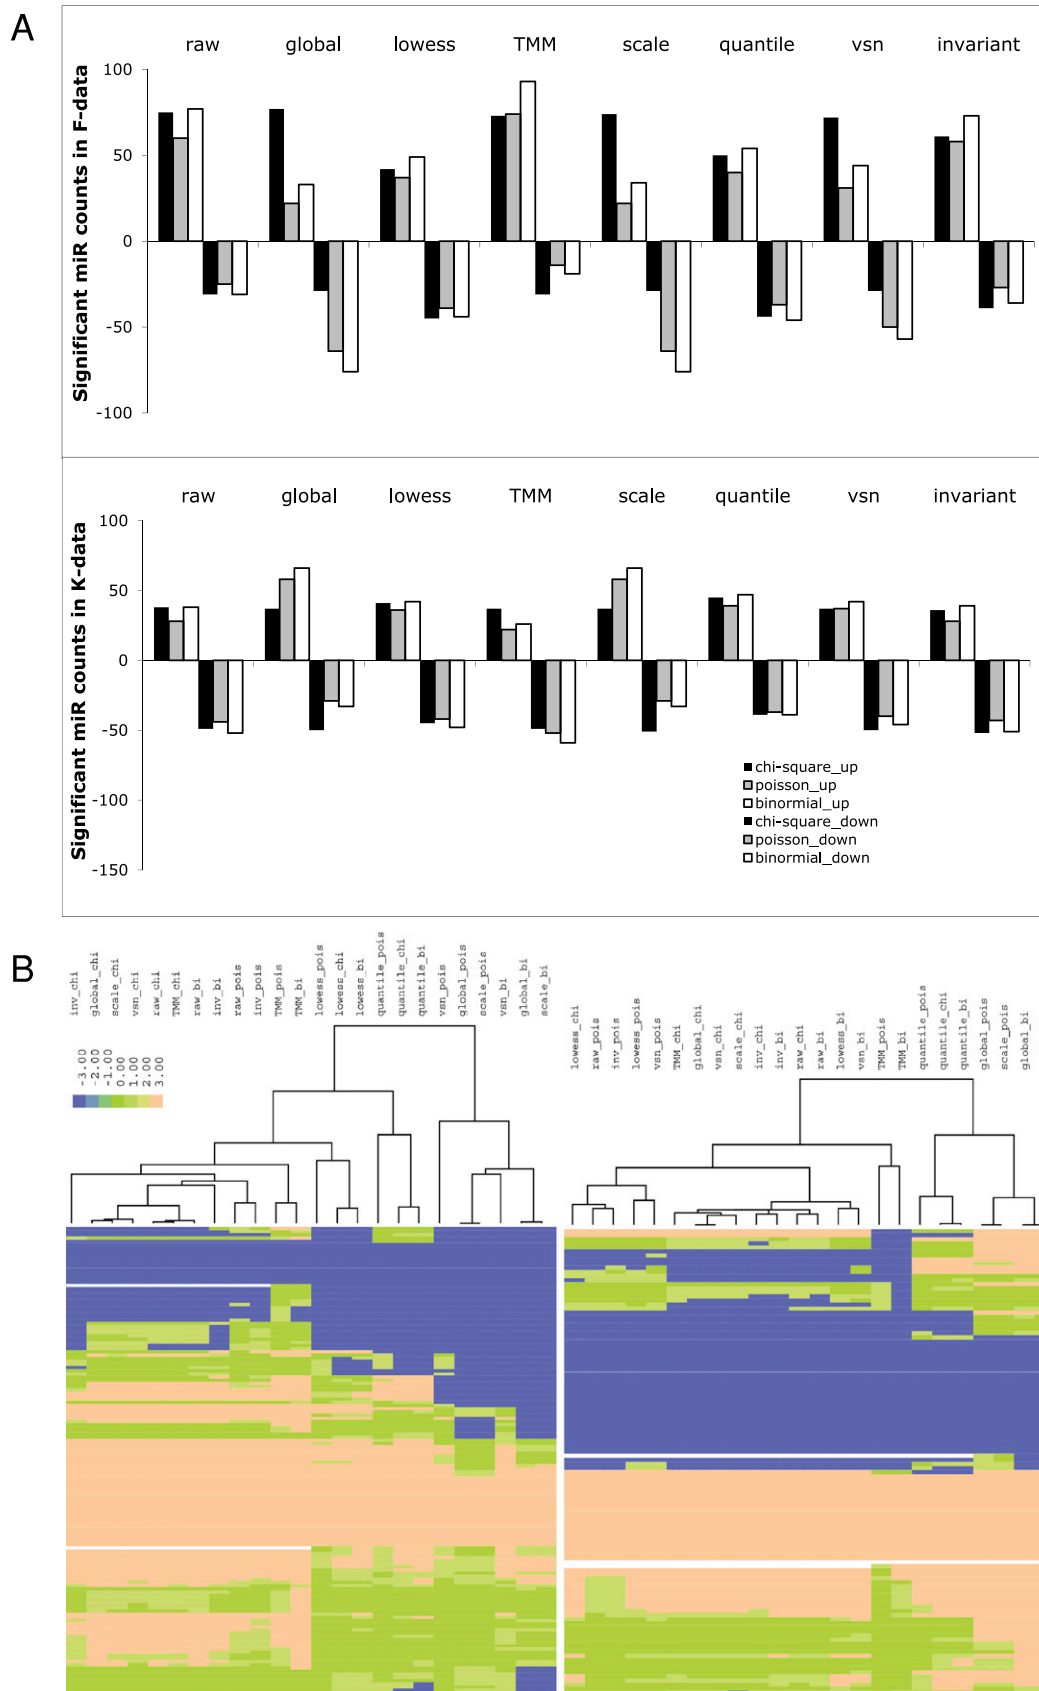 A
raw global lowess TMM scale quantile vsn invariant
Significant miR counts in F-data
100
50
0
-50
-100
raw global lowess TMM scale quantile vsn invariant
Significant miR counts in K-data
100
50
0
-50
-100
-150
chi-square_up
poisson_up
binormial_up
chi-square_down
poisson_down
binormial_down
B
inv_chi
global_chi
scale_chi
vsn_chi
raw_chi
TMM_chi
raw_bi
inv_bi
raw_pois
inv_pois
TMM_pois
TMM_bi
lowess_pois
lowess_chi
lowess_bi
quantile_pois
quantile_chi
quantile_bi
vsn_pois
global_pois
scale_pois
vsn_bi
global_bi
scale_bi
-3.00
-2.00
-1.00
0.00
1.00
2.00
3.00
lowess_chi
raw_pois
inv_pois
lowess_pois
vsn_pois
TMM_chi
global_chi
vsn_chi
scale_chi
inv_chi
inv_bi
raw_chi
raw_bi
lowess_bi
vsn_bi
TMM_pois
TMM_bi
quantile_pois
quantile_chi
quantile_bi
global_pois
scale_pois
global_bi